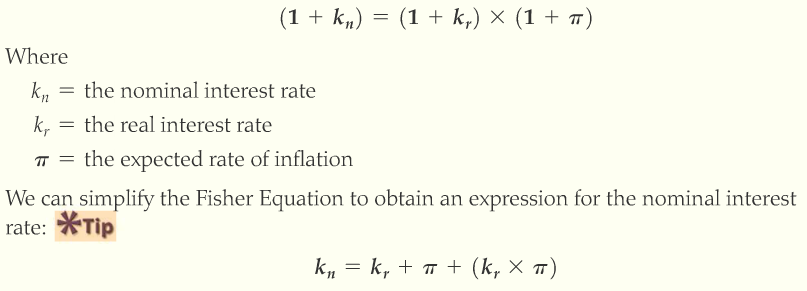 (1 + kₙ) = (1 + kᵣ) × (1 + π)
Where
kₙ = the nominal interest rate
kᵣ = the real interest rate
π = the expected rate of inflation
We can simplify the Fisher Equation to obtain an expression for the nominal interest
rate: *Tip
kₙ = kᵣ + π + (kᵣ × π)